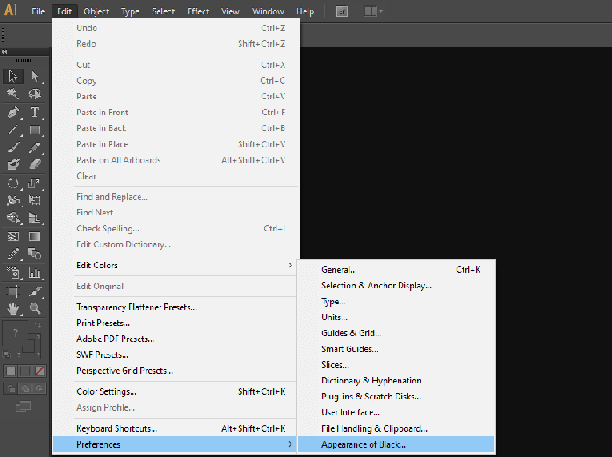 Ai File Edit Object Type Select Effect View Window Help Br
Undo Ctrl+Z
Redo Shift+Ctrl+Z
Cut Ctrl+X
Copy Ctrl+C
Paste Ctrl+V
Paste in Front Ctrl+F
Paste in Back Ctrl+B
Paste in Place Shift+Ctrl+V
Paste on All Artboards Alt+Shift+Ctrl+V
Clear
Find and Replace...
Find Next
Check Spelling... Ctrl+I
Edit Custom Dictionary...
Edit Colors
Edit Original
Transparency Flattener Presets...
Print Presets...
Adobe PDF Presets...
SWF Presets...
Perspective Grid Presets...
Color Settings... Shift+Ctrl+K
Assign Profile...
Keyboard Shortcuts... Alt+Shift+Ctrl+K
Preferences
General... Ctrl+K
Selection & Anchor Display...
Type...
Units...
Guides & Grid...
Smart Guides...
Slices...
Dictionary & Hyphenation
Plug-ins & Scratch Disks...
User Interface...
File Handling & Clipboard...
Appearance of Black...